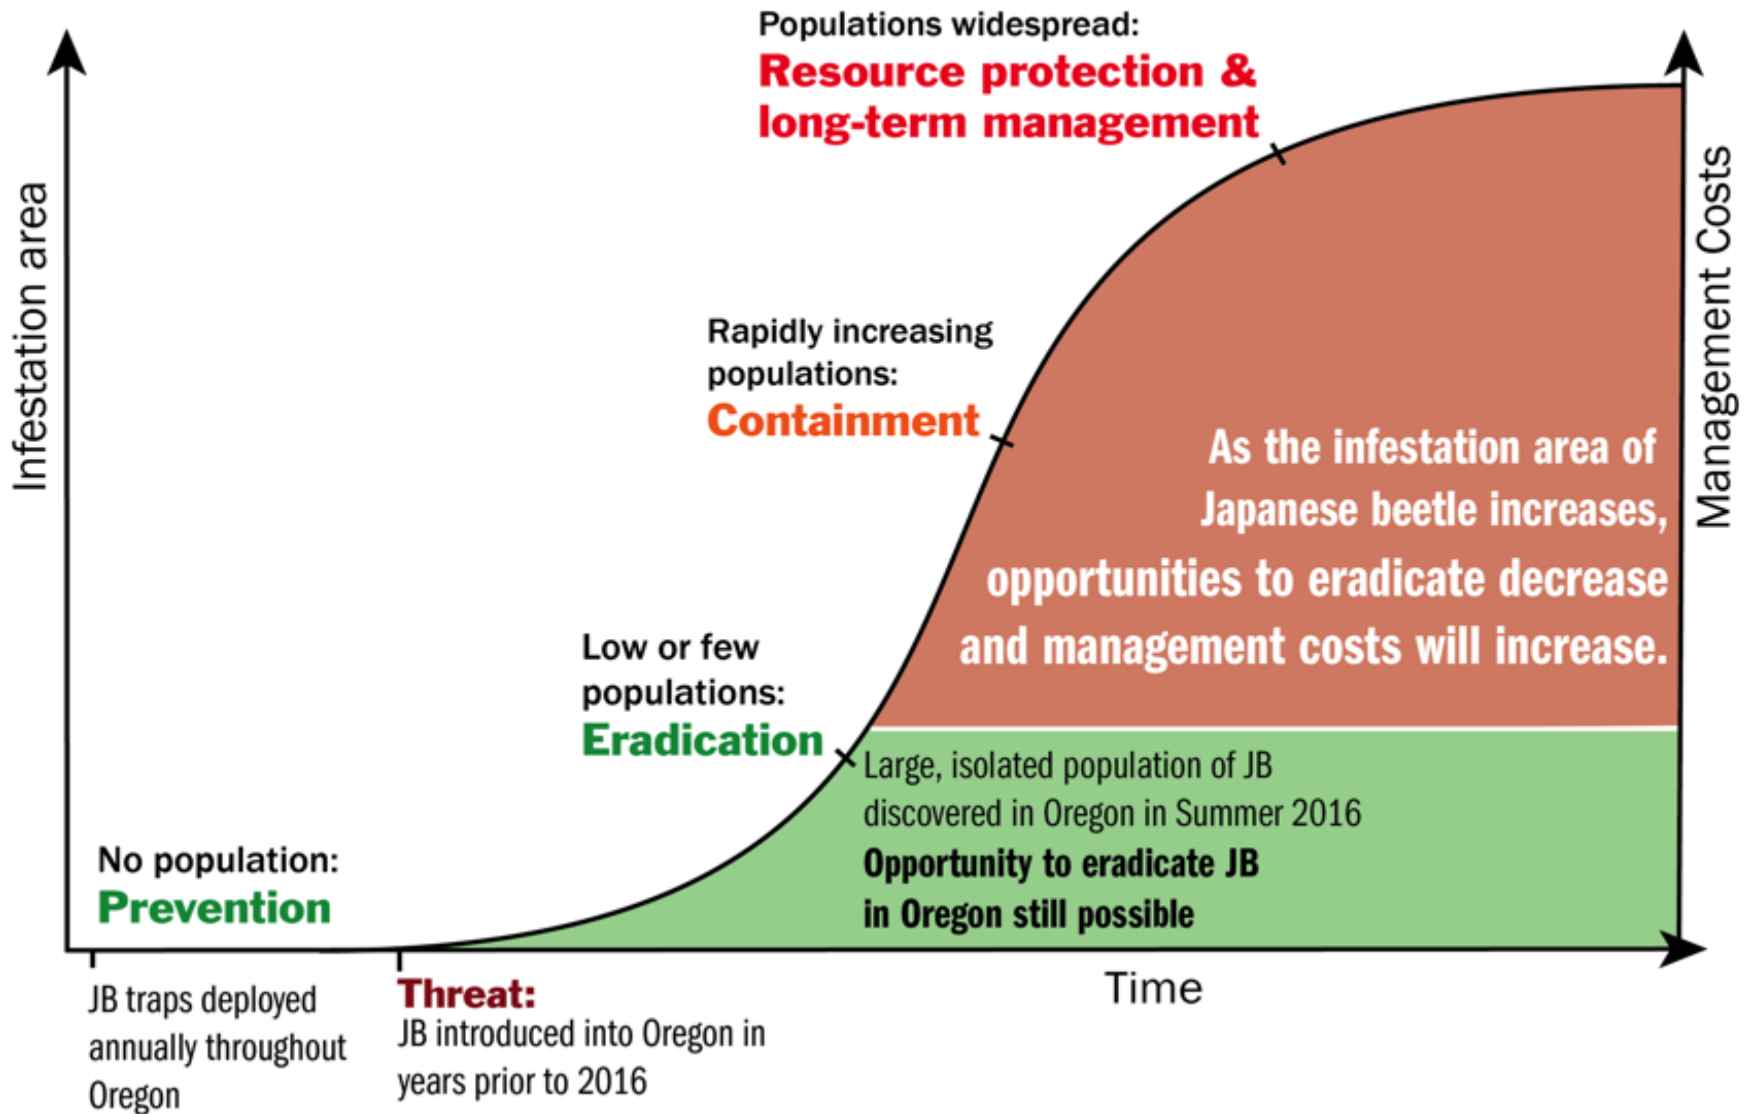 Populations widespread:
Resource protection &
long-term management
Infestation area
Management Costs
Rapidly increasing
populations:
Containment
As the infestation area of
Japanese beetle increases,
opportunities to eradicate decrease
and management costs will increase.
Low or few
populations:
Eradication
Large, isolated population of JB
discovered in Oregon in Summer 2016
Opportunity to eradicate JB
in Oregon still possible
No population:
Prevention
Time
JB traps deployed
annually throughout
Oregon
Threat:
JB introduced into Oregon in
years prior to 2016